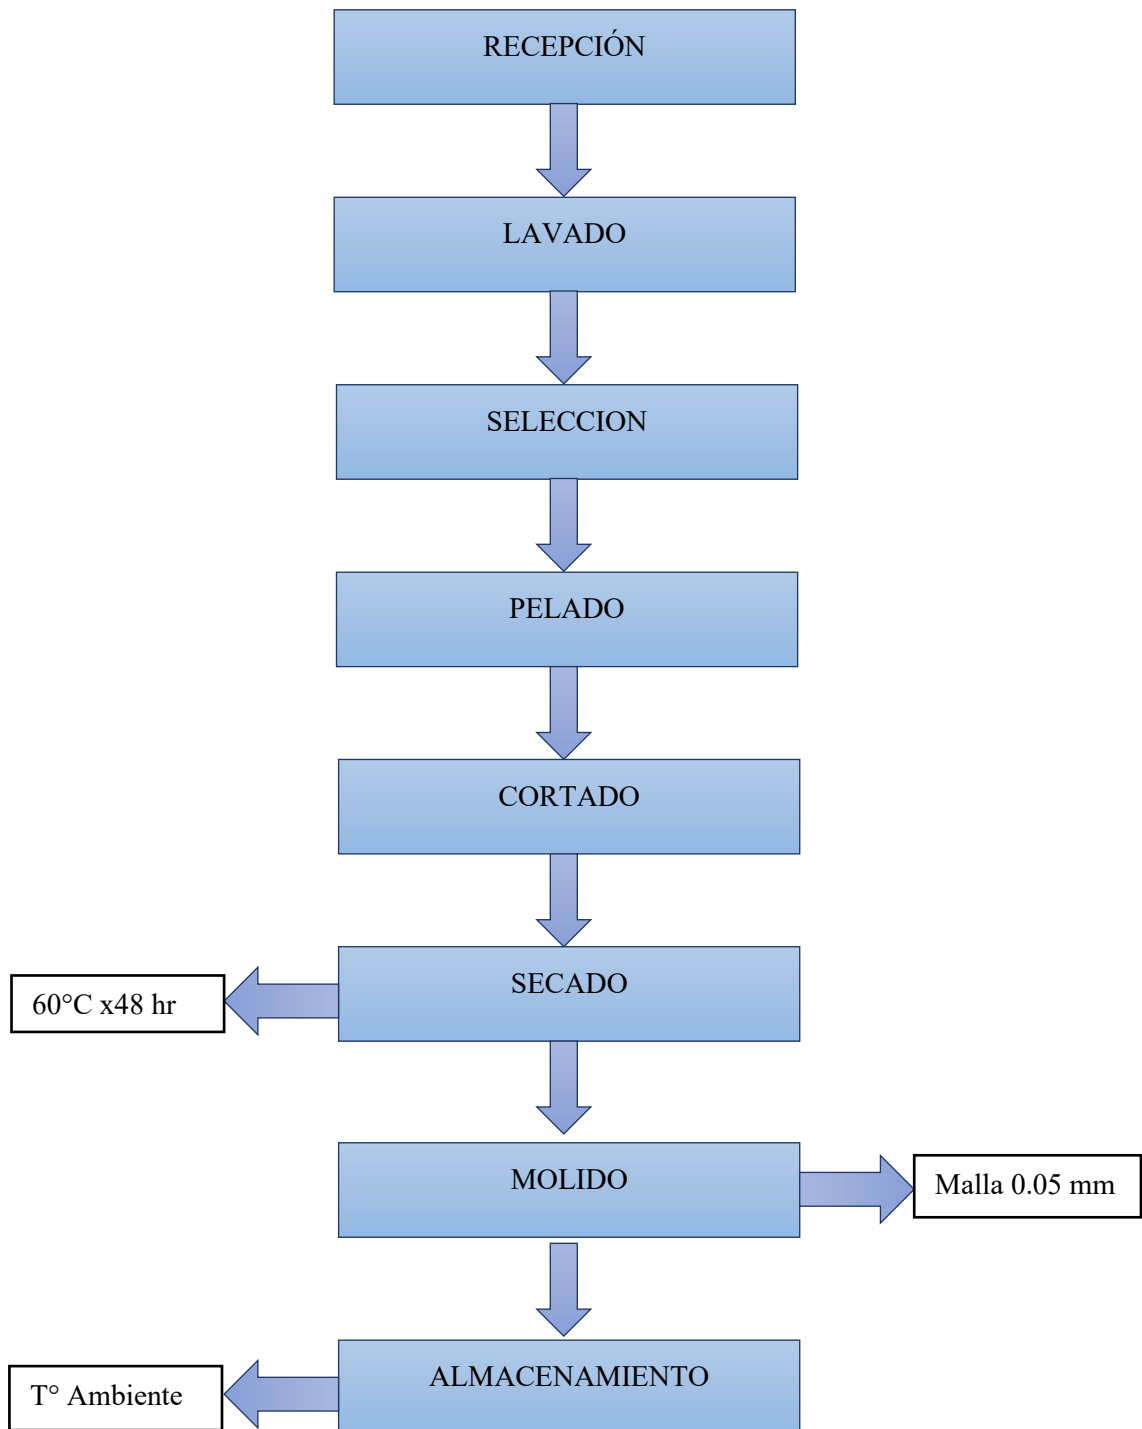 RECEPCIÓN
LAVADO
SELECCION
PELADO
CORTADO
SECADO
60°C x48 hr
MOLIDO
Malla 0.05 mm
ALMACENAMIENTO
T° Ambiente